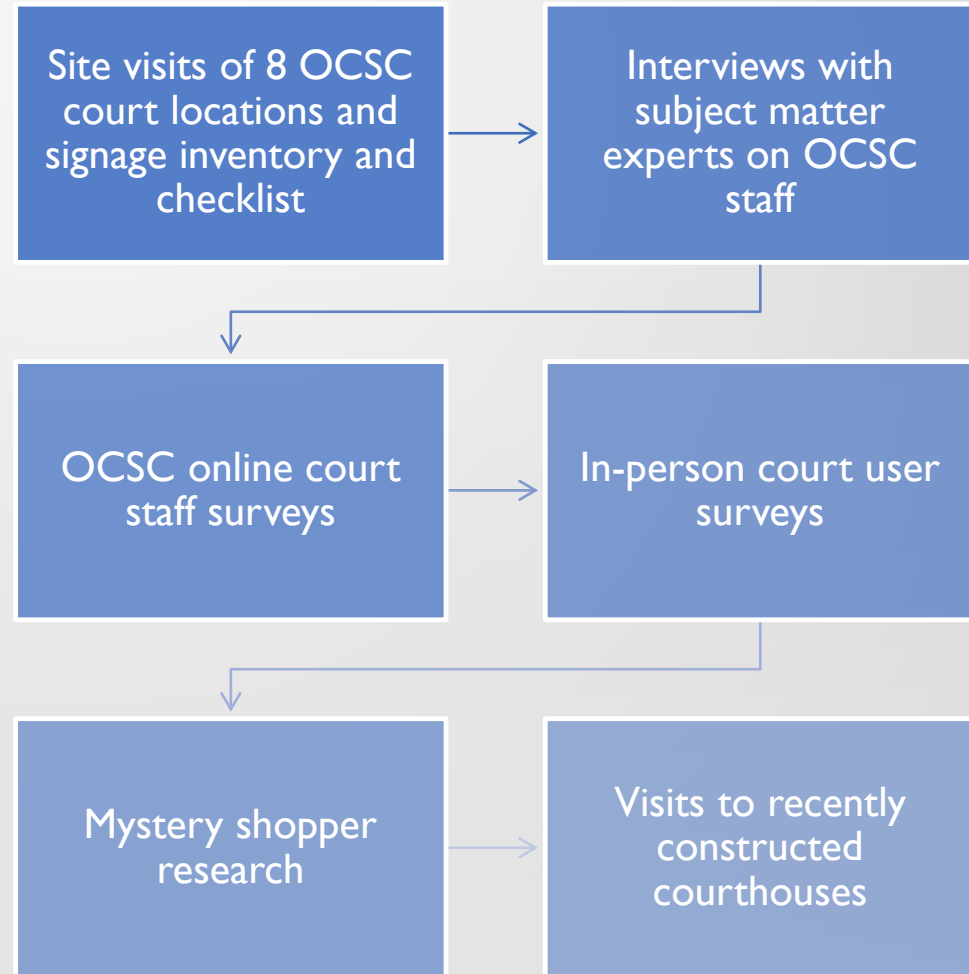 Site visits of 8 OCSC
court locations and
signage inventory and
checklist
Interviews with
subject matter
experts on OCSC
staff
OCSC online court
staff surveys
In-person court user
surveys
Mystery shopper
research
Visits to recently
constructed
courthouses